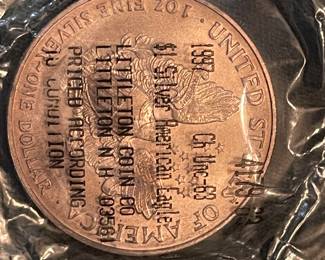 1997 Ch Unc-63
$1 Silver American Eagle
LITTLETON COIN CO
LITTLETON N H 03561
PRICED ACCORDING
TO CONDITION
UNITED ST OF AMERICA
1 OZ FINE SILVER ONE DOLLAR